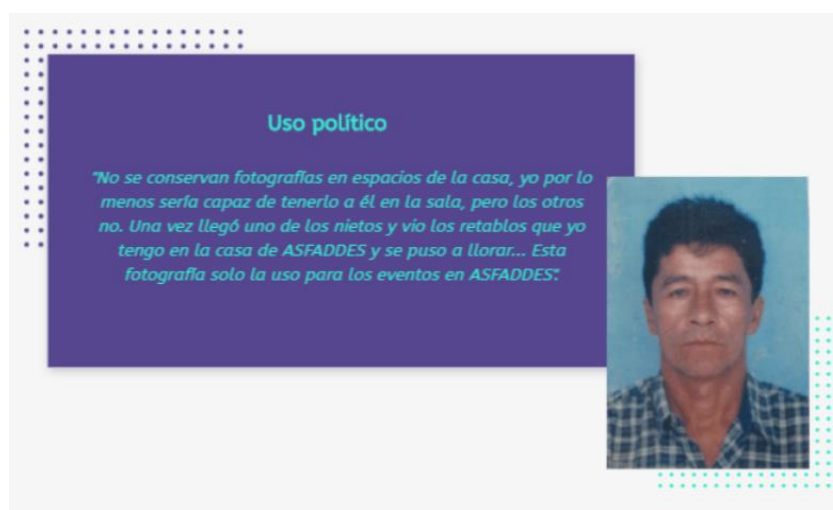 Uso político
"No se conservan fotografías en espacios de la casa, yo por lo
menos sería capaz de tenerlo a él en la sala, pero los otros
no. Una vez llegó uno de los nietos y vio los retablos que yo
tengo en la casa de ASFADDES y se puso a llorar... Esta
fotografía solo la uso para los eventos en ASFADDES".